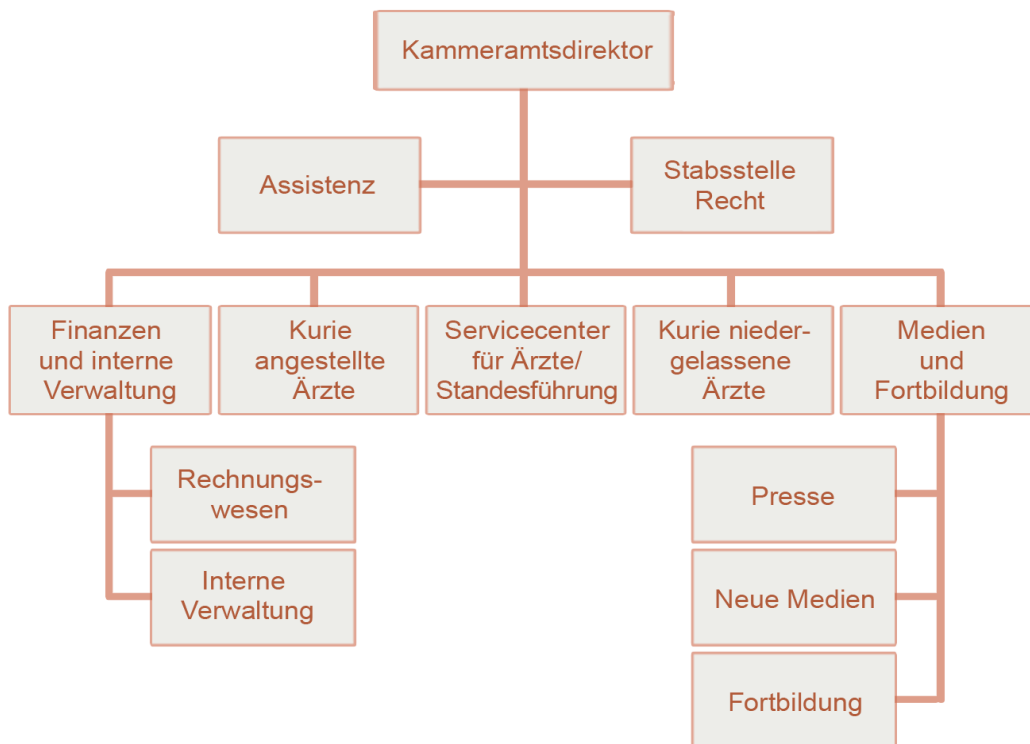 Kammeramtsdirektor
Assistenz
Stabsstelle
Recht
Finanzen
und interne
Verwaltung
Kurie
angestellte
Ärzte
Servicecenter
für Ärzte/
Standesführung
Kurie nieder-
gelassene
Ärzte
Medien
und
Fortbildung
Rechnungs-
wesen
Interne
Verwaltung
Presse
Neue Medien
Fortbildung